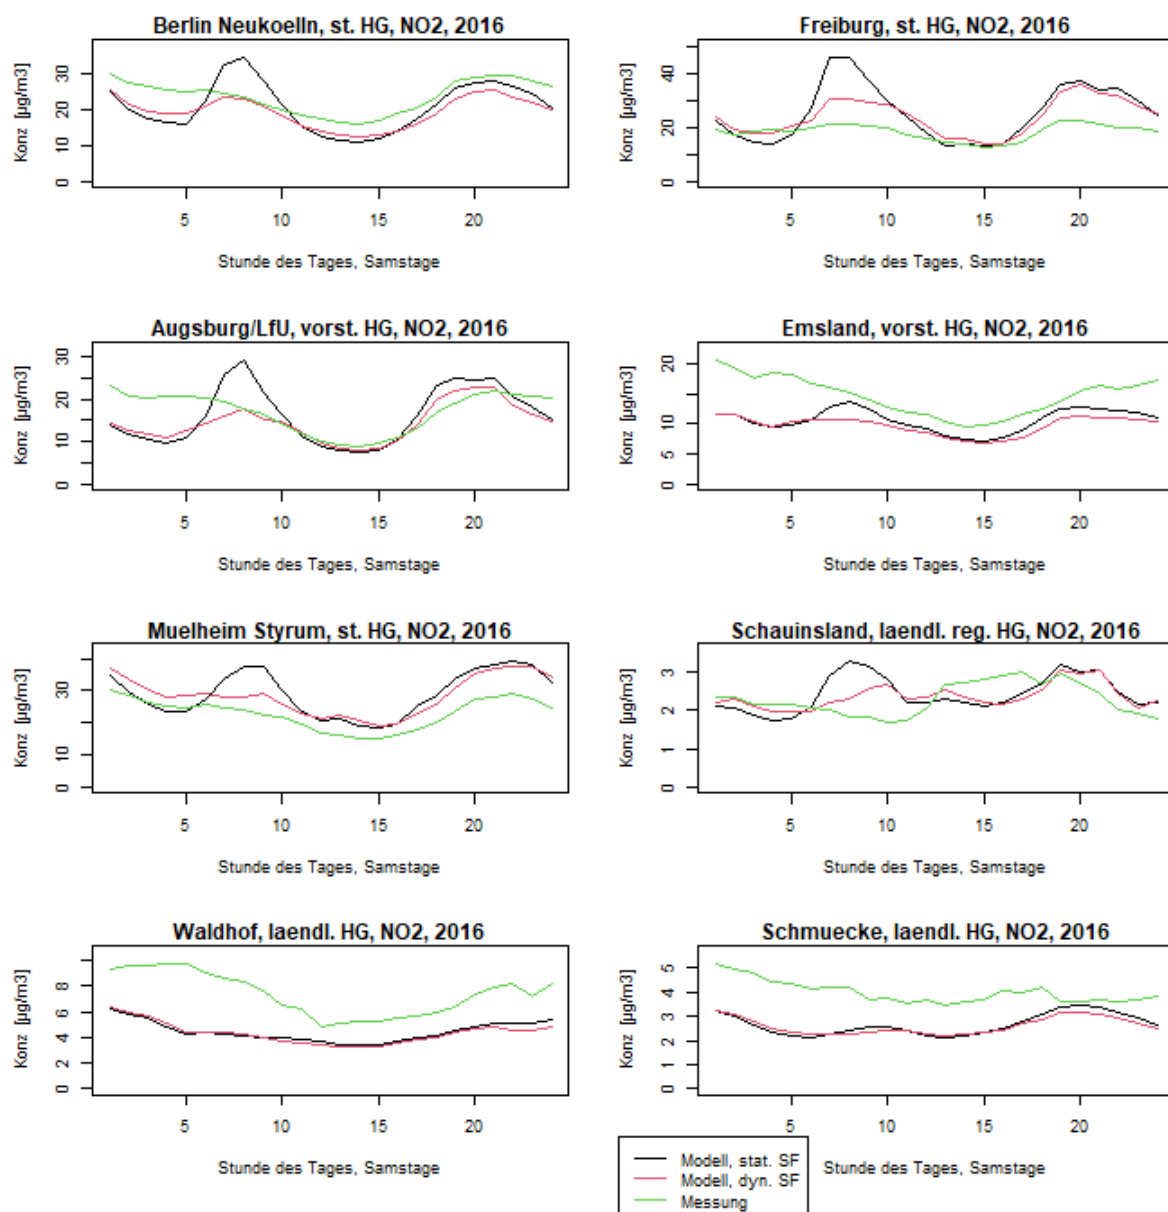 Berlin Neukoelln, st. HG, NO2, 2016
Konz [µg/m3]
0 10 20 30
5 10 15 20
Stunde des Tages, Samstage
Freiburg, st. HG, NO2, 2016
Konz [µg/m3]
0 20 40
5 10 15 20
Stunde des Tages, Samstage
Augsburg/LfU, vorst. HG, NO2, 2016
Konz [µg/m3]
0 10 20 30
5 10 15 20
Stunde des Tages, Samstage
Emsland, vorst. HG, NO2, 2016
Konz [µg/m3]
0 5 10 20
5 10 15 20
Stunde des Tages, Samstage
Muelheim Styrum, st. HG, NO2, 2016
Konz [µg/m3]
0 10 30
5 10 15 20
Stunde des Tages, Samstage
Schauinsland, laendl. reg. HG, NO2, 2016
Konz [µg/m3]
0 1 2 3
5 10 15 20
Stunde des Tages, Samstage
Waldhof, laendl. HG, NO2, 2016
Konz [µg/m3]
0 2 4 6 8
5 10 15 20
Stunde des Tages, Samstage
Schmuecke, laendl. HG, NO2, 2016
Konz [µg/m3]
0 1 2 3 4 5
5 10 15 20
Stunde des Tages, Samstage
Modell, stat. SF
Modell, dyn. SF
Messung